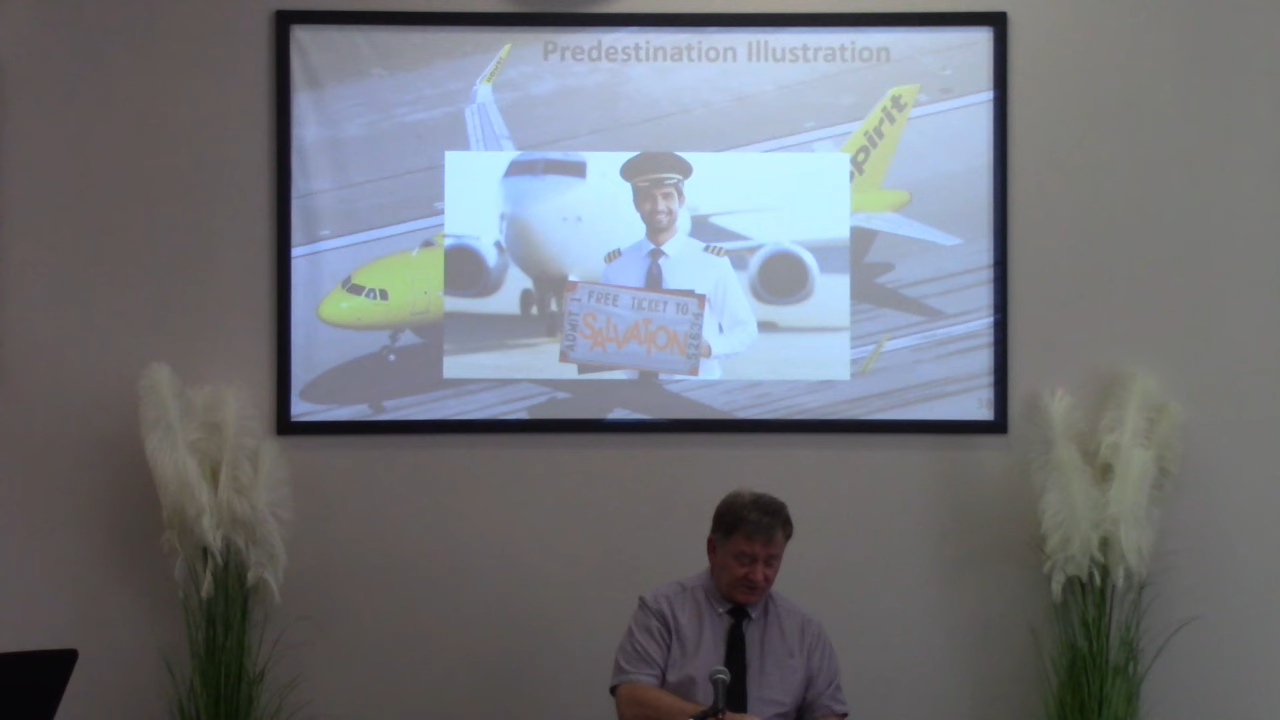 Predestination Illustration
spirit
FREE TICKET TO
SALVATION
ADMIT 1